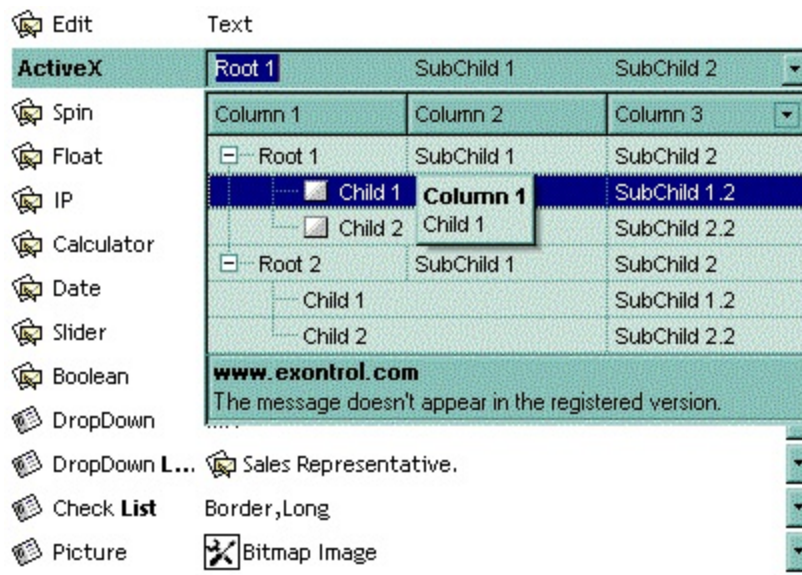 Edit Text
ActiveX Root 1 SubChild 1 SubChild 2
Spin Column 1 Column 2 Column 3
Float Root 1 SubChild 1 SubChild 2
IP Child 1 Column 1 SubChild 1.2
Child 2 Child 1 SubChild 2.2
Calculator
Root 2 SubChild 1 SubChild 2
Date Child 1 SubChild 1.2
Slider Child 2 SubChild 2.2
Boolean www.exontrol.com
The message doesn't appear in the registered version.
DropDown
DropDown L... Sales Representative.
Check List Border,Long
Picture Bitmap Image